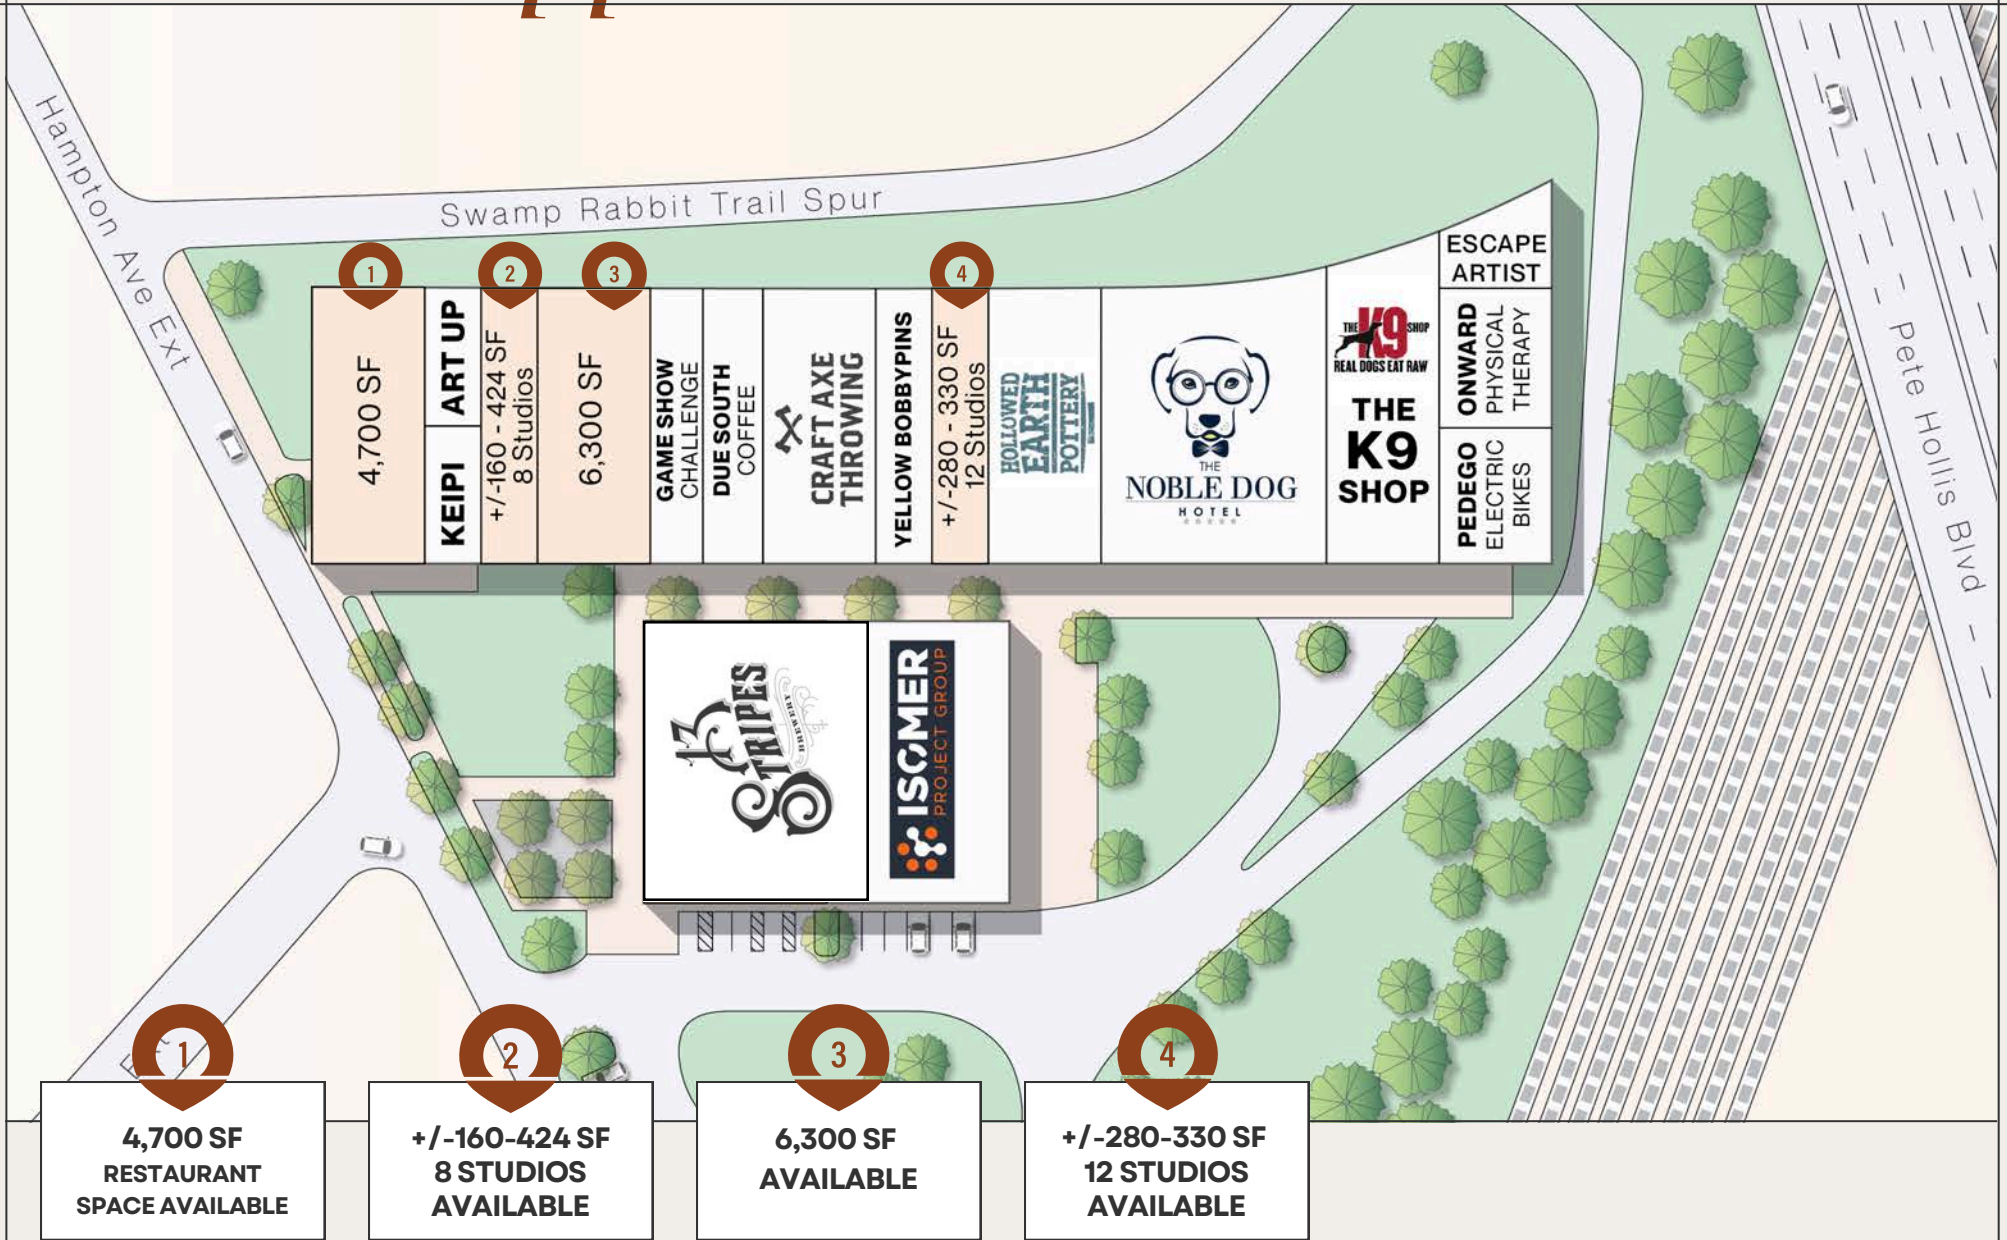 Hampton Ave Ext
Swamp Rabbit Trail Spur
Pete Hollis Blvd
1
2
3
4
4,700 SF
ART UP
KEIPI
+/-160 - 424 SF
8 Studios
6,300 SF
GAME SHOW
CHALLENGE
DUE SOUTH
COFFEE
CRAFT AXE
THROWING
YELLOW BOBBYPINS
+/-280 - 330 SF
12 Studios
HOLLOWED
EARTH
POTTERY
THE
NOBLE DOG
HOTEL
THE K9 SHOP
REAL DOGS EAT RAW
THE
K9
SHOP
ESCAPE
ARTIST
ONWARD
PHYSICAL
THERAPY
PEDEGO
ELECTRIC
BIKES
13
STRIPES
BREWERY
ISOMER
PROJECT GROUP
1
4,700 SF
RESTAURANT
SPACE AVAILABLE
2
+/-160-424 SF
8 STUDIOS
AVAILABLE
3
6,300 SF
AVAILABLE
4
+/-280-330 SF
12 STUDIOS
AVAILABLE